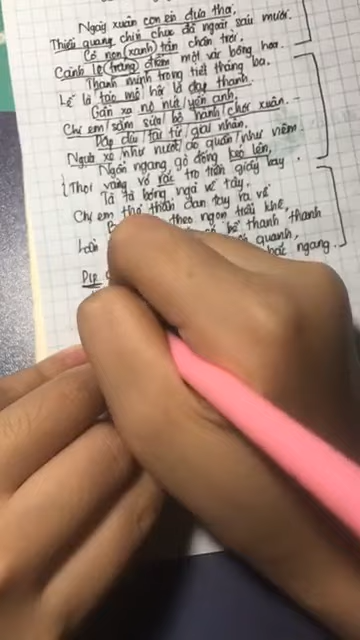 Ngày xuân con én đưa thoi,
Thiều quang chín chục đã ngoài sáu mươi.
Cỏ non (xanh) tận chân trời,
Cành lê (trắng) điểm một vài bông hoa.
Thanh minh trong tiết tháng ba,
Lễ là tảo mộ, hội là đạp thanh.
Gần xa nô nức / yến anh,
Chị em / sắm sửa / bộ hành / chơi xuân.
Dập dìu / tài tử / giai nhân,
Ngựa xe / như nước áo quần / như nêm.
Ngổn ngang gò đống kéo lên,
Thoi vàng vó rắc tro tiền giấy bay.
Tà tà bóng ngả về tây,
Chị em thơ thẩn dan tay ra về
theo ngọn tiểu khê,
bề thanh thanh
quanh,
bắc ngang.